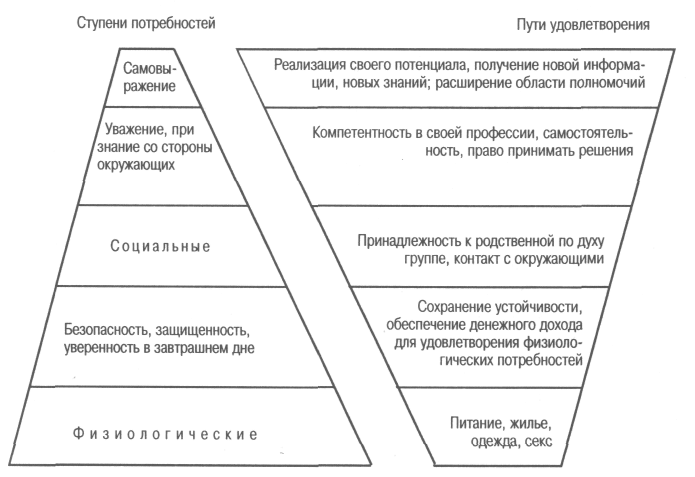 Ступени потребностей
Пути удовлетворения
Самовы-
ражение
Реализация своего потенциала, получение новой информа-
ции, новых знаний; расширение области полномочий
Уважение, при
знание со стороны
окружающих
Компетентность в своей профессии, самостоятель-
ность, право принимать решения
Социальные
Принадлежность к родственной по духу
группе, контакт с окружающими
Безопасность, защищенность,
уверенность в завтрашнем дне
Сохранение устойчивости,
обеспечение денежного дохода
для удовлетворения физиоло-
гических потребностей
Физиологические
Питание, жилье,
одежда, секс